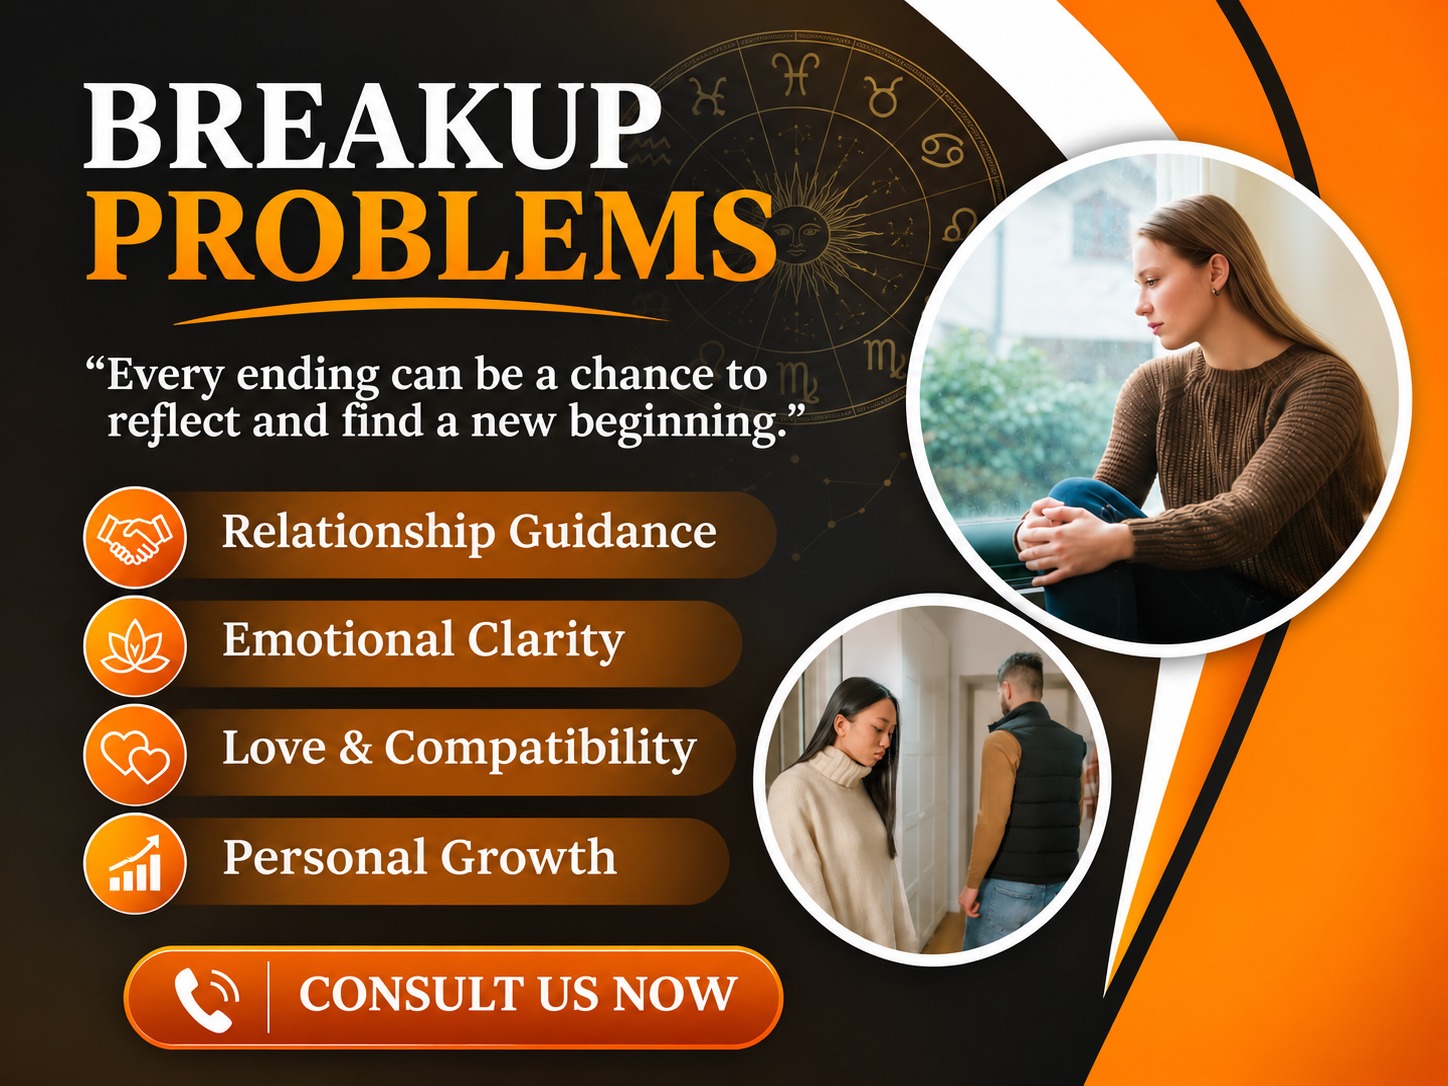 BREAKUP
PROBLEMS
“Every ending can be a chance to
reflect and find a new beginning.”
Relationship Guidance
Emotional Clarity
Love & Compatibility
Personal Growth
CONSULT US NOW